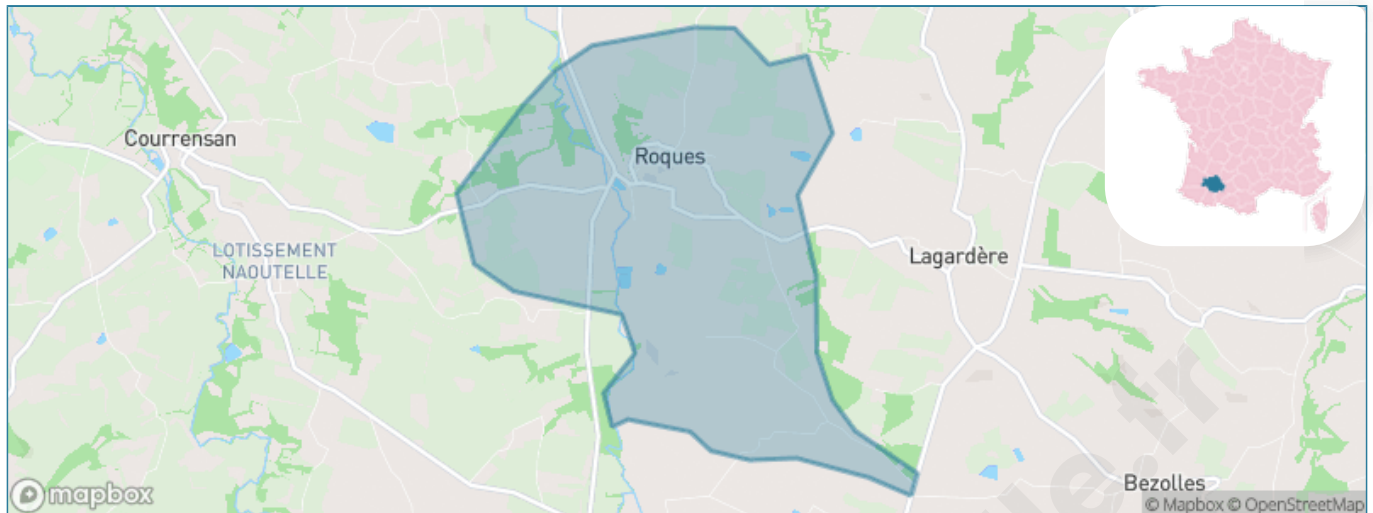 Courrensan
Roques
LOTISSEMENT
NAOUTELLE
Lagardère
Bezolles
mapbox
© Mapbox © OpenStreetMap